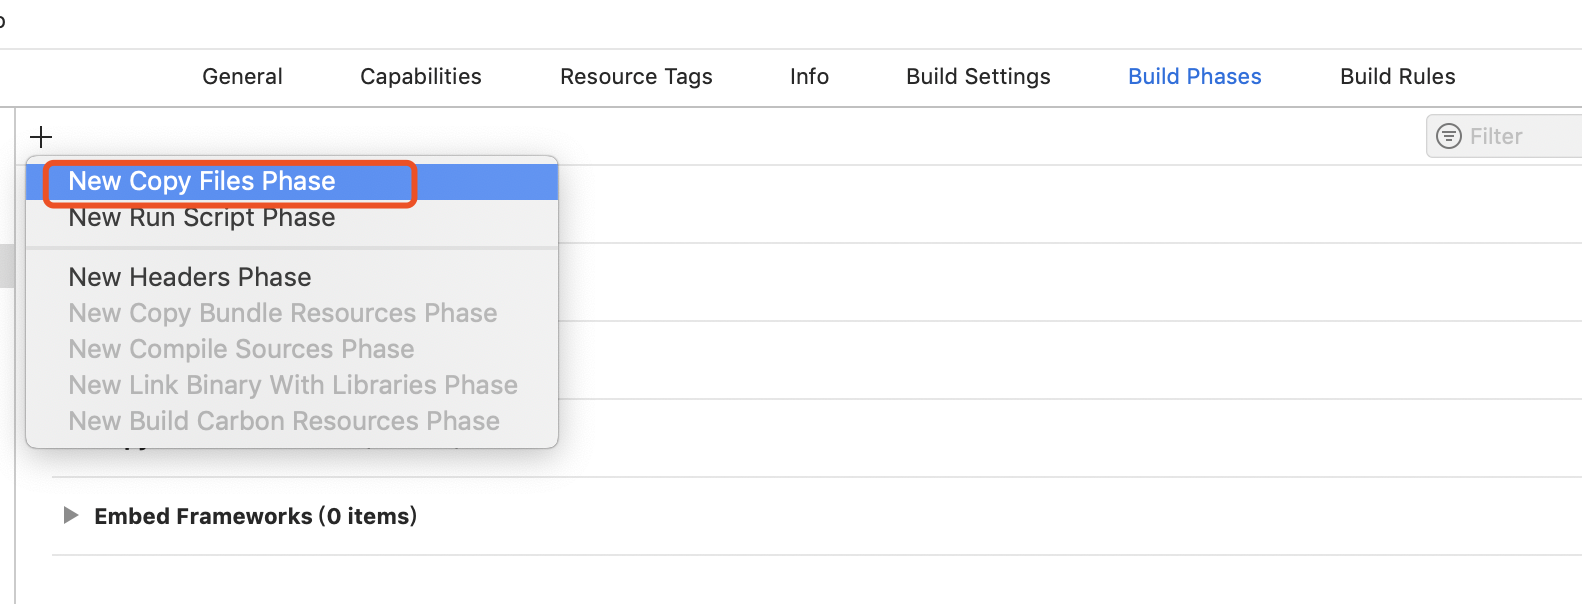 General Capabilities Resource Tags Info Build Settings Build Phases Build Rules
Filter
New Copy Files Phase
New Run Script Phase
New Headers Phase
New Copy Bundle Resources Phase
New Compile Sources Phase
New Link Binary With Libraries Phase
New Build Carbon Resources Phase
Embed Frameworks (0 items)